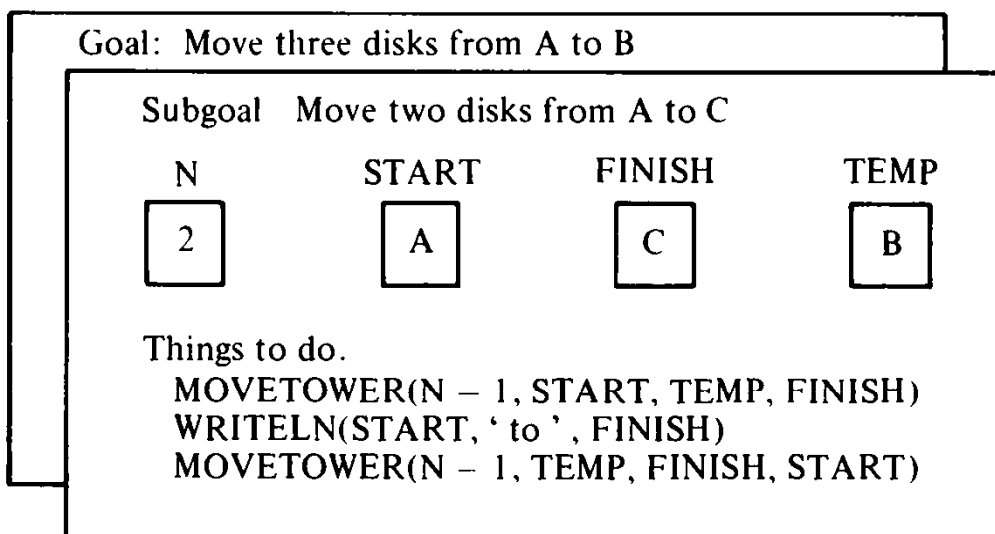 Goal: Move three disks from A to B
Subgoal Move two disks from A to C
N START FINISH TEMP
2 A C B
Things to do.
MOVETOWER(N – 1, START, TEMP, FINISH)
WRITELN(START, ‘ to ’, FINISH)
MOVETOWER(N – 1, TEMP, FINISH, START)